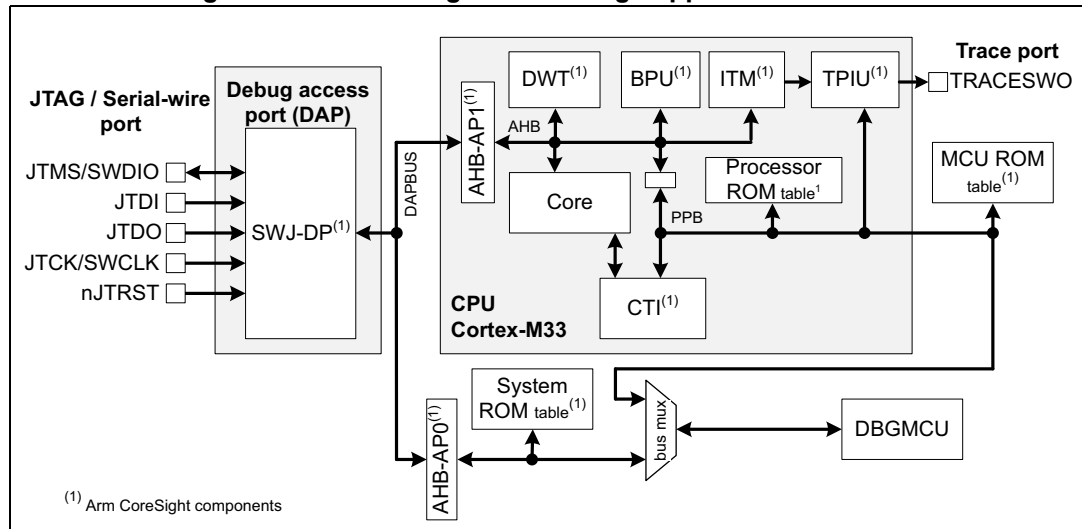 JTAG / Serial-wire
port
JTMS/SWDIO
JTDI
JTDO
JTCK/SWCLK
nJTRST
Debug access
port (DAP)
SWJ-DP(1)
DAPBUS
AHB-AP1(1)
AHB
DWT(1)
BPU(1)
ITM(1)
TPIU(1)
Trace port
TRACESWO
Core
Processor
ROM table1
MCU ROM
table(1)
PPB
CTI(1)
CPU
Cortex-M33
AHB-AP0(1)
System
ROM table(1)
bus mux
DBGMCU
(1) Arm CoreSight components